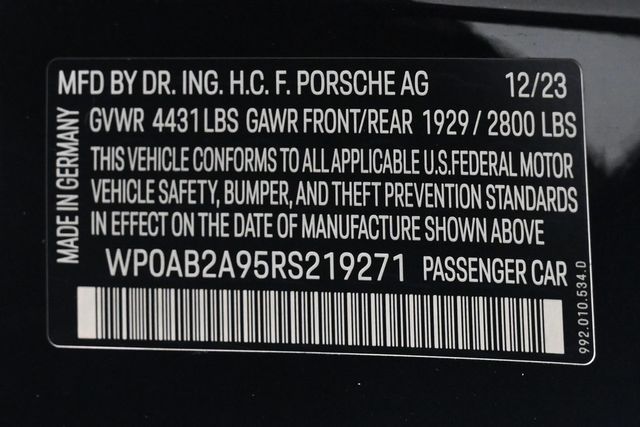 MFD BY DR. ING. H.C. F. PORSCHE AG 12/23
GVWR 4431LBS GAWR FRONT/REAR 1929 / 2800 LBS
THIS VEHICLE CONFORMS TO ALL APPLICABLE U.S.FEDERAL MOTOR
VEHICLE SAFETY, BUMPER, AND THEFT PREVENTION STANDARDS
IN EFFECT ON THE DATE OF MANUFACTURE SHOWN ABOVE
WP0AB2A95RS219271 PASSENGER CAR
MADE IN GERMANY
992.010.534.D